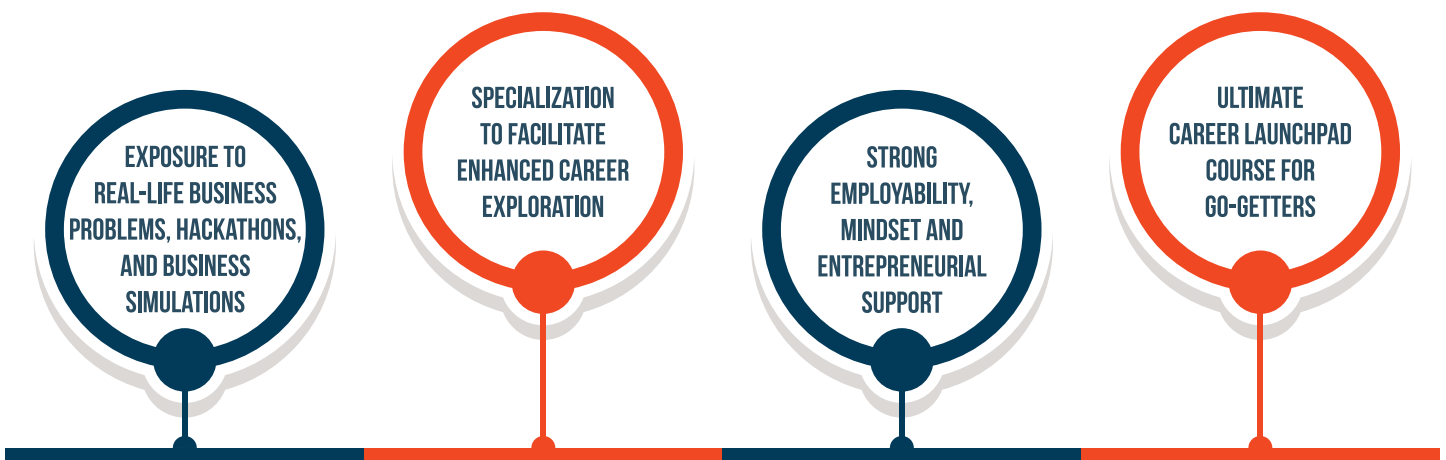 EXPOSURE TO
REAL-LIFE BUSINESS
PROBLEMS, HACKATHONS,
AND BUSINESS
SIMULATIONS
SPECIALIZATION
TO FACILITATE
ENHANCED CAREER
EXPLORATION
STRONG
EMPLOYABILITY,
MINDSET AND
ENTREPRENEURIAL
SUPPORT
ULTIMATE
CAREER LAUNCHPAD
COURSE FOR
GO-GETTERS